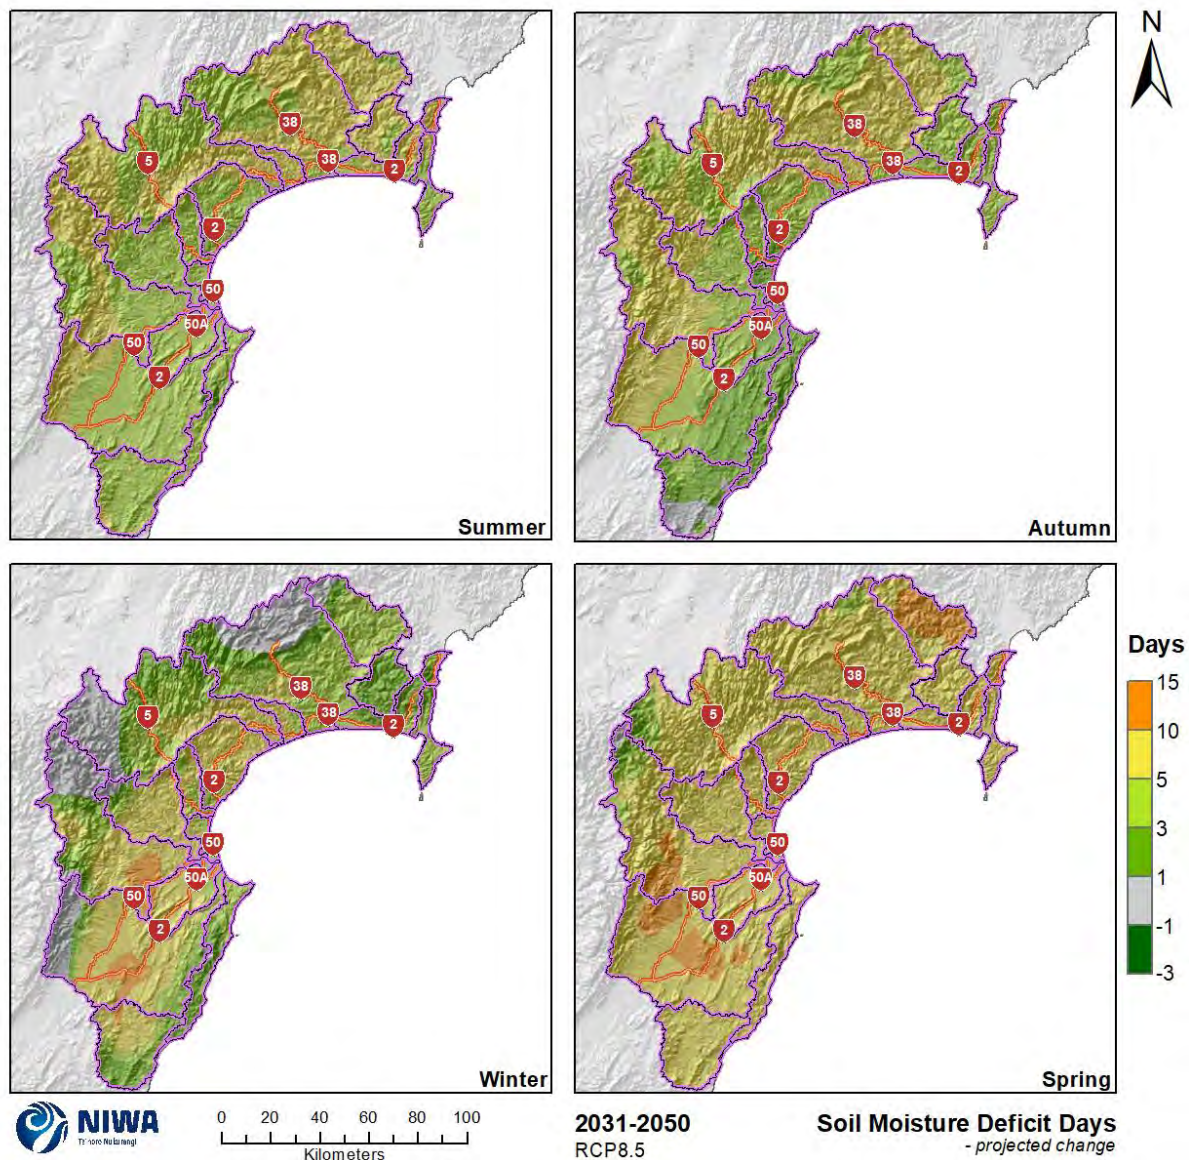 N
38
5
38
2
2
50
50A
50
2
Summer
38
5
38
2
2
50
50A
50
2
Autumn
38
5
38
2
2
50
50A
50
2
Winter
38
5
38
2
2
50
50A
50
2
Spring
Days
15
10
5
3
1
-1
-3
NIWA
0 20 40 60 80 100
Kilometers
2031-2050
RCP8.5
Soil Moisture Deficit Days
- projected change